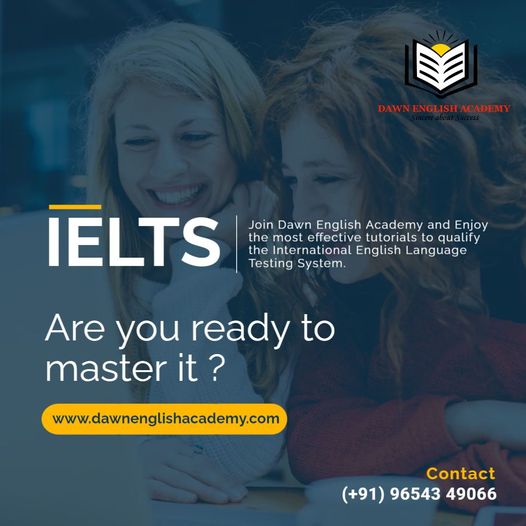 DAWN ENGLISH ACADEMY
Sincere about Success
IELTS
Join Dawn English Academy and Enjoy
the most effective tutorials to qualify
the International English Language
Testing System.
Are you ready to
master it ?
www.dawnenglishacademy.com
Contact
(+91) 96543 49066